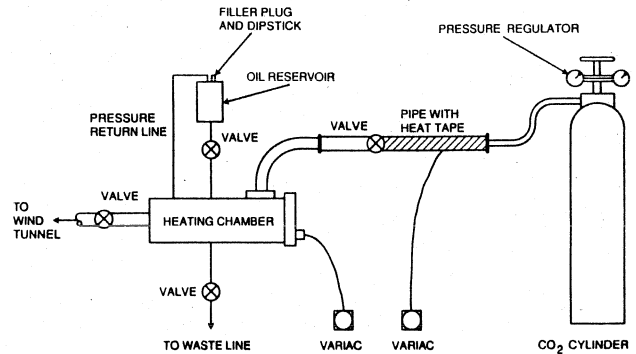 FILLER PLUG
AND DIPSTICK
PRESSURE REGULATOR
OIL RESERVOIR
PRESSURE
RETURN LINE
VALVE
VALVE
PIPE WITH
HEAT TAPE
VALVE
TO
WIND
TUNNEL
HEATING CHAMBER
VALVE
TO WASTE LINE
VARIAC
VARIAC
CO2 CYLINDER